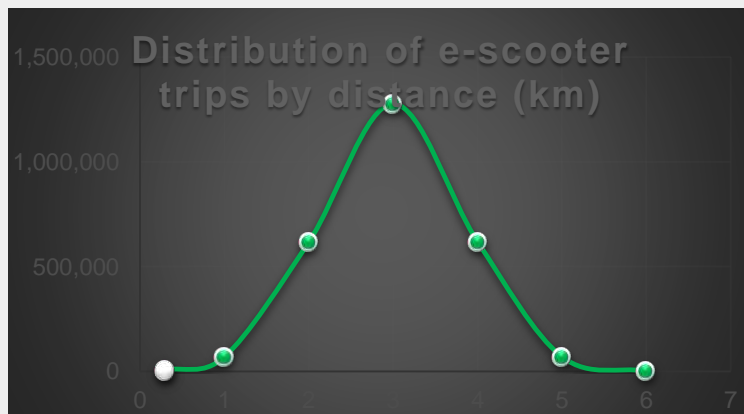 Distribution of e-scooter
trips by distance (km)
1,500,000
1,000,000
500,000
0
0 1 2 3 4 5 6 7